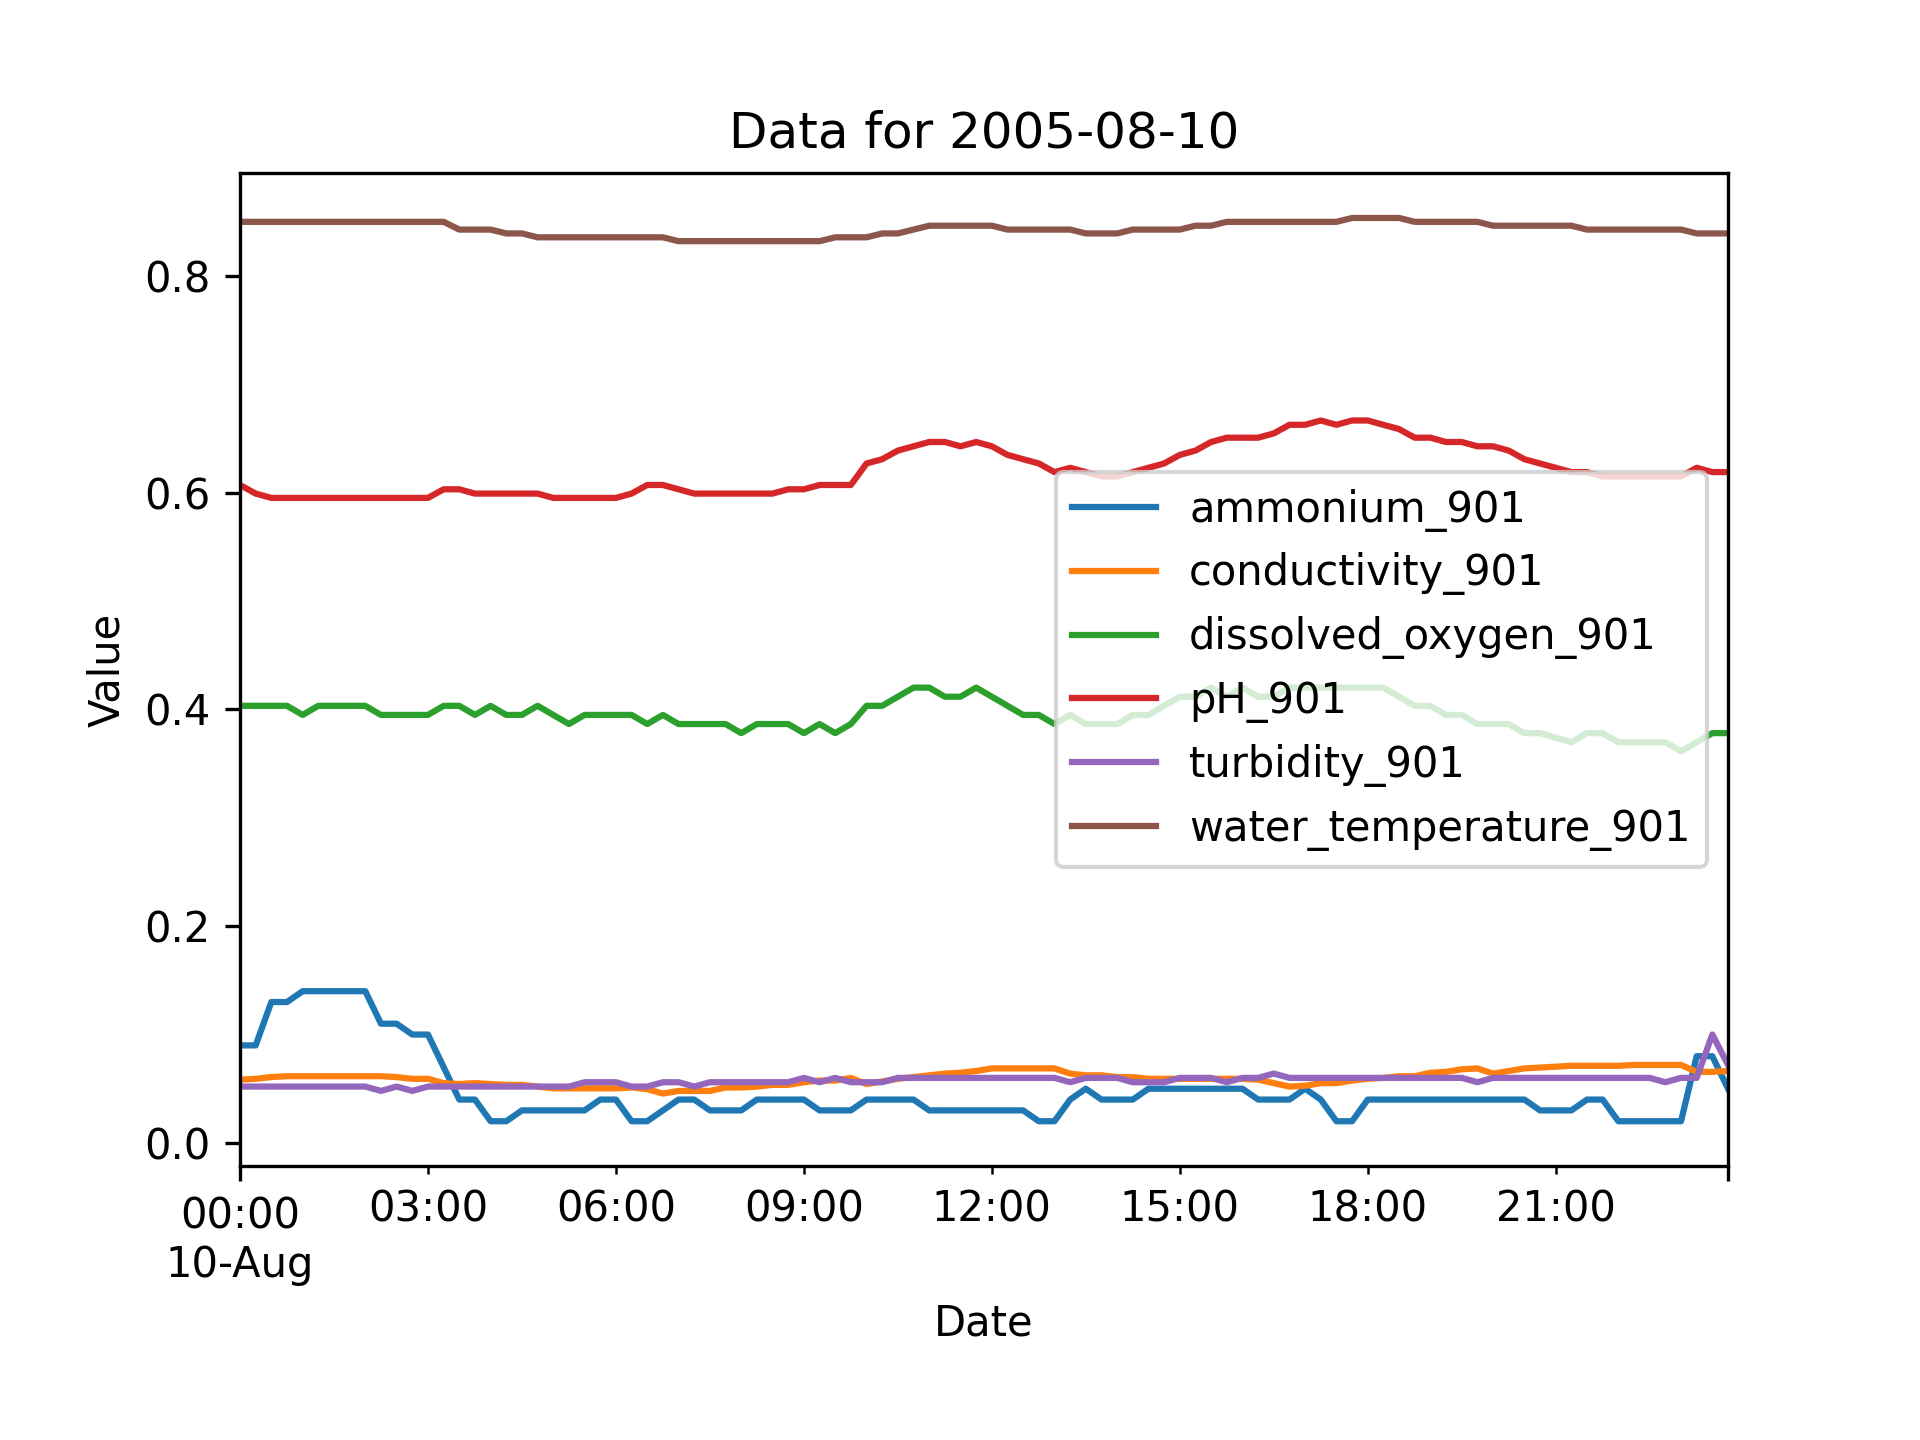 Data for 2005-08-10
Value
0.8
0.6
0.4
0.2
0.0
ammonium_901
conductivity_901
dissolved_oxygen_901
pH_901
turbidity_901
water_temperature_901
00:00 03:00 06:00 09:00 12:00 15:00 18:00 21:00
10-Aug
Date